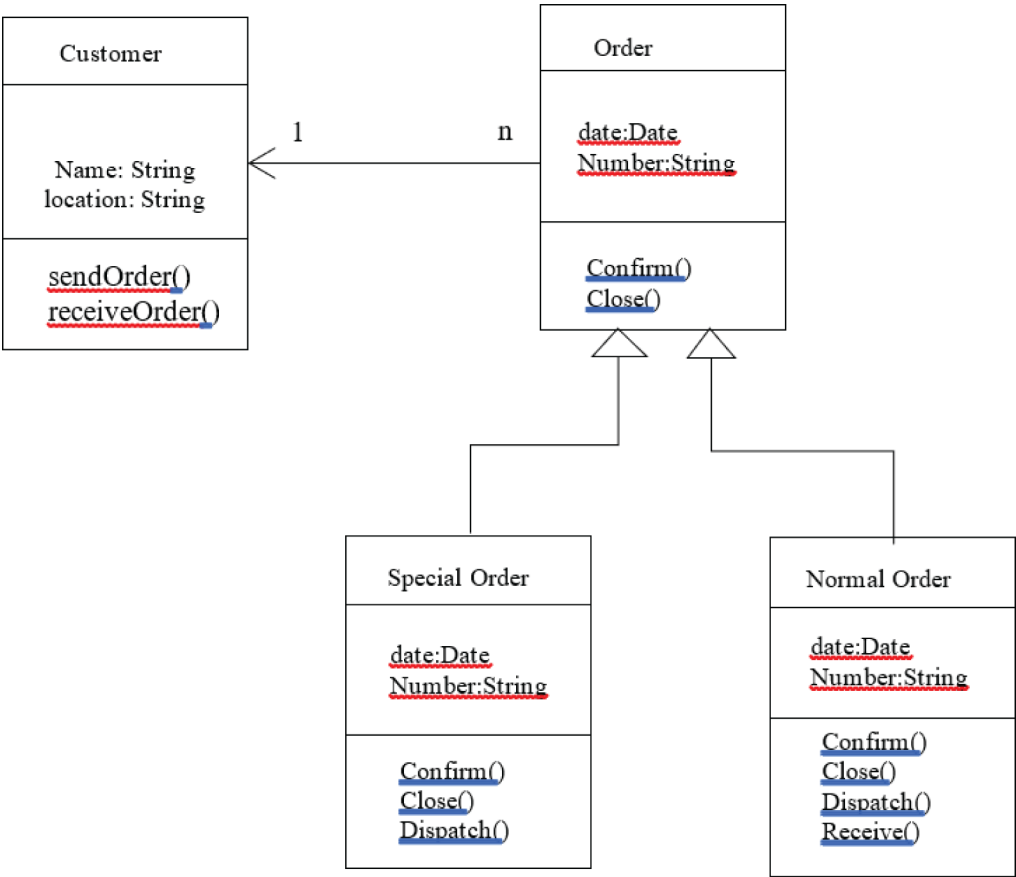 Customer
Name: String
location: String
sendOrder()
receiveOrder()
1
n
Order
date:Date
Number:String
Confirm()
Close()
Special Order
date:Date
Number:String
Confirm()
Close()
Dispatch()
Normal Order
date:Date
Number:String
Confirm()
Close()
Dispatch()
Receive()